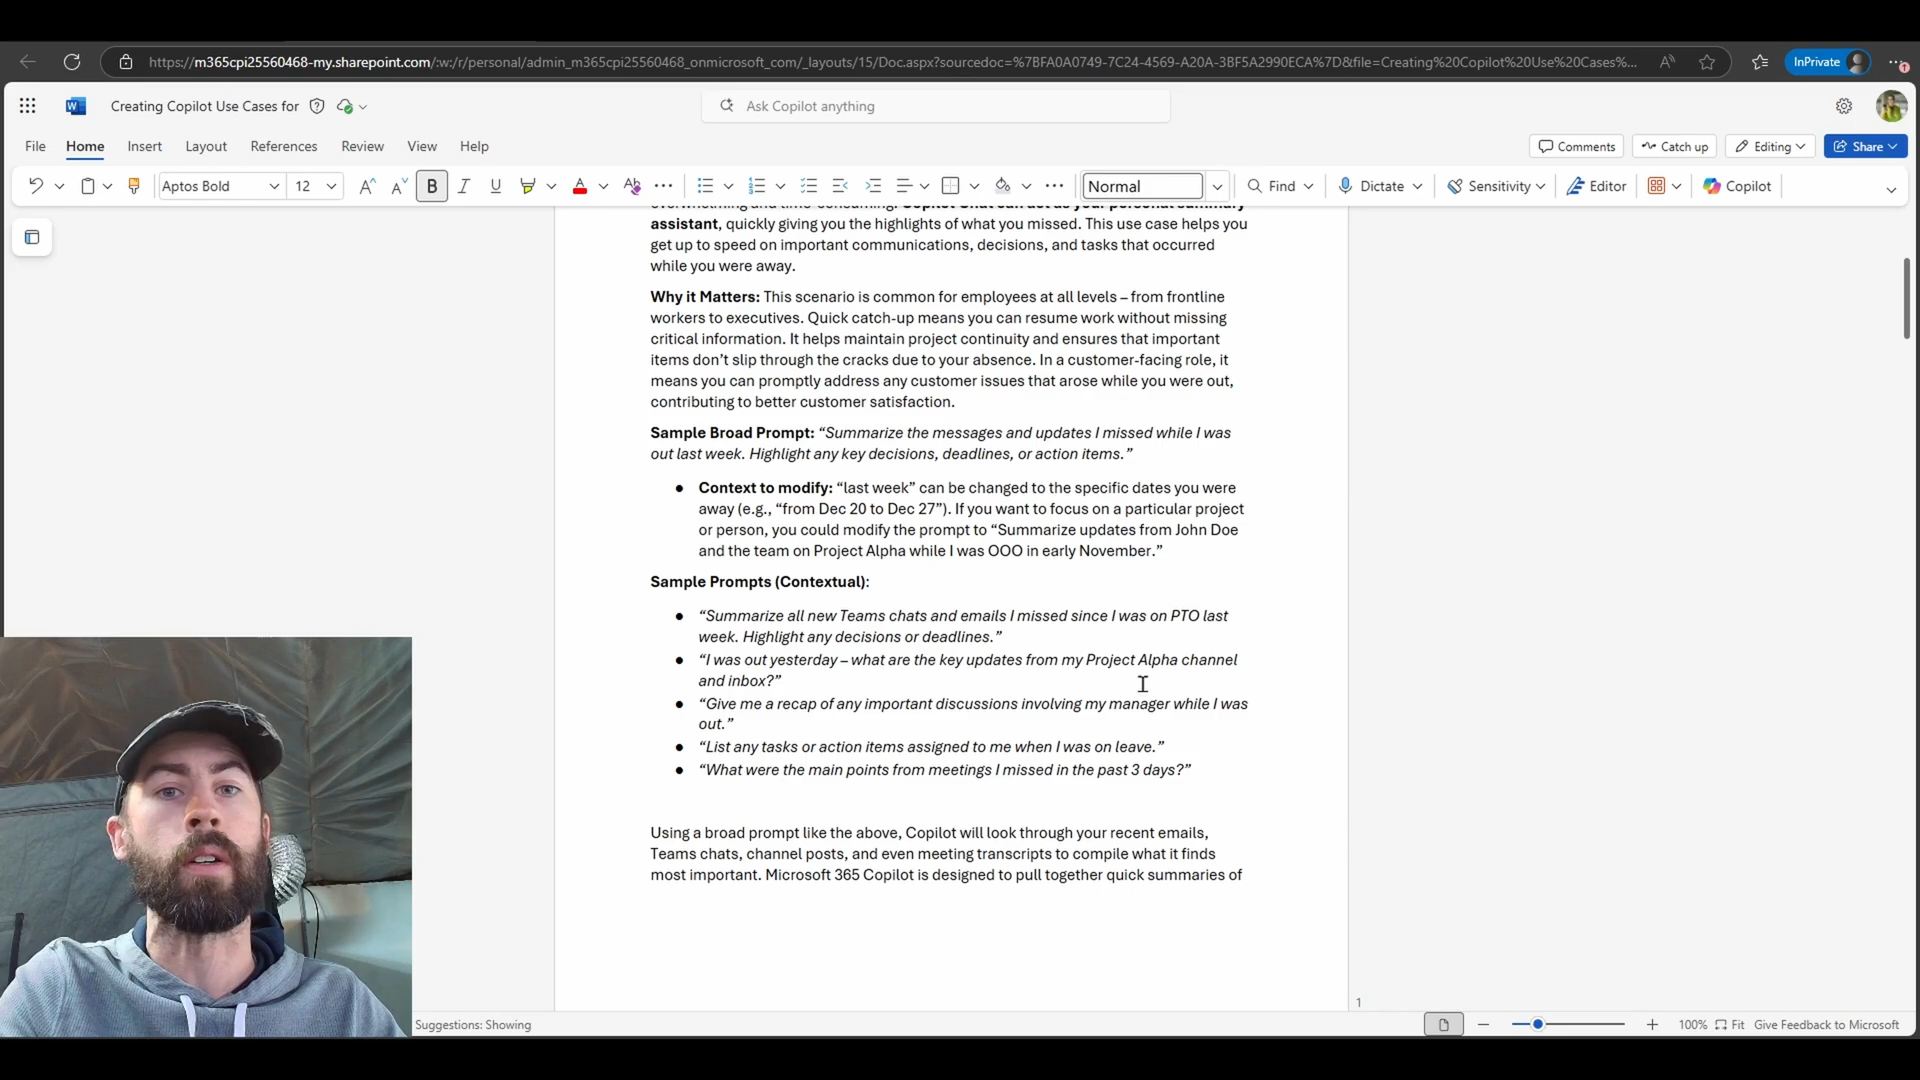 https://m365cpi25560468-my.sharepoint.com/:w:/r/personal/admin_m365cpi25560468_onmicrosoft_com/_layouts/15/Doc.aspx?sourcedoc=%7BFA0A0749-7C24-4569-A20A-3BF5A2990ECA%7D&file=Creating%20Copilot%20Use%20Cases%...
InPrivate
Creating Copilot Use Cases for
Ask Copilot anything
File Home Insert Layout References Review View Help
Comments Catch up Editing Share
Aptos Bold 12 B I U A Normal Find Dictate Sensitivity Editor Copilot
overwhelming and time-consuming. Copilot Chat can act as your personal summary
assistant, quickly giving you the highlights of what you missed. This use case helps you
get up to speed on important communications, decisions, and tasks that occurred
while you were away.
Why it Matters: This scenario is common for employees at all levels – from frontline
workers to executives. Quick catch-up means you can resume work without missing
critical information. It helps maintain project continuity and ensures that important
items don’t slip through the cracks due to your absence. In a customer-facing role, it
means you can promptly address any customer issues that arose while you were out,
contributing to better customer satisfaction.
Sample Broad Prompt: “Summarize the messages and updates I missed while I was
out last week. Highlight any key decisions, deadlines, or action items.”
● Context to modify: “last week” can be changed to the specific dates you were
away (e.g., “from Dec 20 to Dec 27”). If you want to focus on a particular project
or person, you could modify the prompt to “Summarize updates from John Doe
and the team on Project Alpha while I was OOO in early November.”
Sample Prompts (Contextual):
● “Summarize all new Teams chats and emails I missed since I was on PTO last
week. Highlight any decisions or deadlines.”
● “I was out yesterday – what are the key updates from my Project Alpha channel
and inbox?”
● “Give me a recap of any important discussions involving my manager while I was
out.”
● “List any tasks or action items assigned to me when I was on leave.”
● “What were the main points from meetings I missed in the past 3 days?”
Using a broad prompt like the above, Copilot will look through your recent emails,
Teams chats, channel posts, and even meeting transcripts to compile what it finds
most important. Microsoft 365 Copilot is designed to pull together quick summaries of
1
Suggestions: Showing
100% Fit Give Feedback to Microsoft